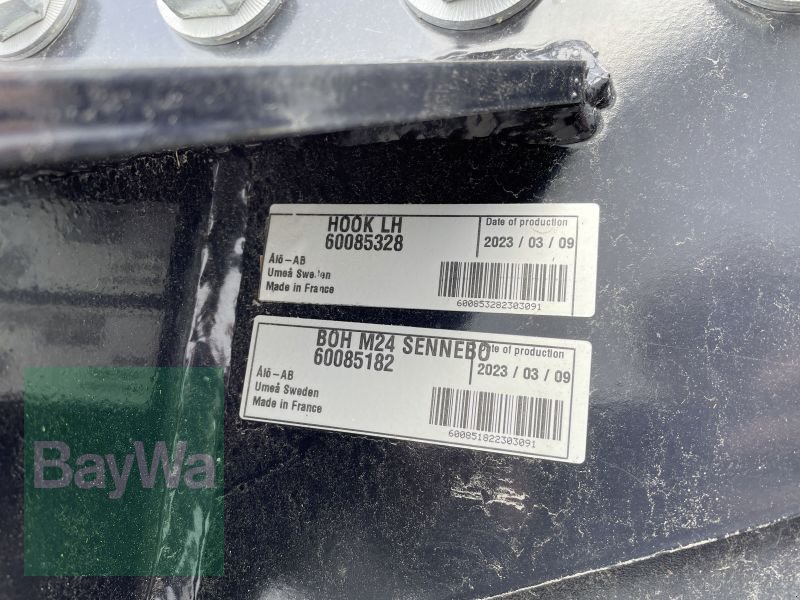 HOOK LH
60085328
Date of production
2023 / 03 / 09
Ålö-AB
Umeå Sweden
Made in France
600853282303091
BOH M24 SENNEBO
60085182
of production
2023 / 03 / 09
Ålö-AB
Umeå Sweden
Made in France
600851822303091
BayWa